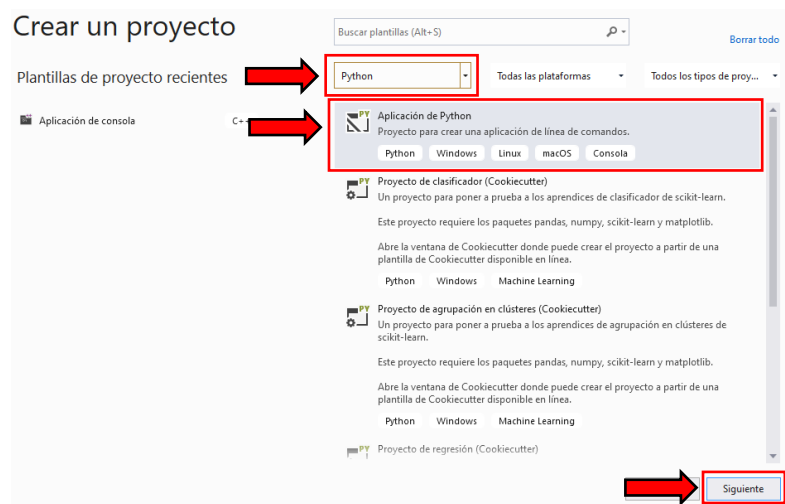 Crear un proyecto
Buscar plantillas (Alt+S)
Borrar todo
Plantillas de proyecto recientes
Python
Todas las plataformas
Todos los tipos de proy...
Aplicación de consola
C++
Aplicación de Python
Proyecto para crear una aplicación de línea de comandos.
Python Windows Linux macOS Consola
Proyecto de clasificador (Cookiecutter)
Un proyecto para poner a prueba a los aprendices de clasificador de scikit-learn.
Este proyecto requiere los paquetes pandas, numpy, scikit-learn y matplotlib.
Abre la ventana de Cookiecutter donde puede crear el proyecto a partir de una
plantilla de Cookiecutter disponible en línea.
Python Windows Machine Learning
Proyecto de agrupación en clústeres (Cookiecutter)
Un proyecto para poner a prueba a los aprendices de agrupación en clústeres de
scikit-learn.
Este proyecto requiere los paquetes pandas, numpy, scikit-learn y matplotlib.
Abre la ventana de Cookiecutter donde puede crear el proyecto a partir de una
plantilla de Cookiecutter disponible en línea.
Python Windows Machine Learning
Proyecto de regresión (Cookiecutter)
Siguiente